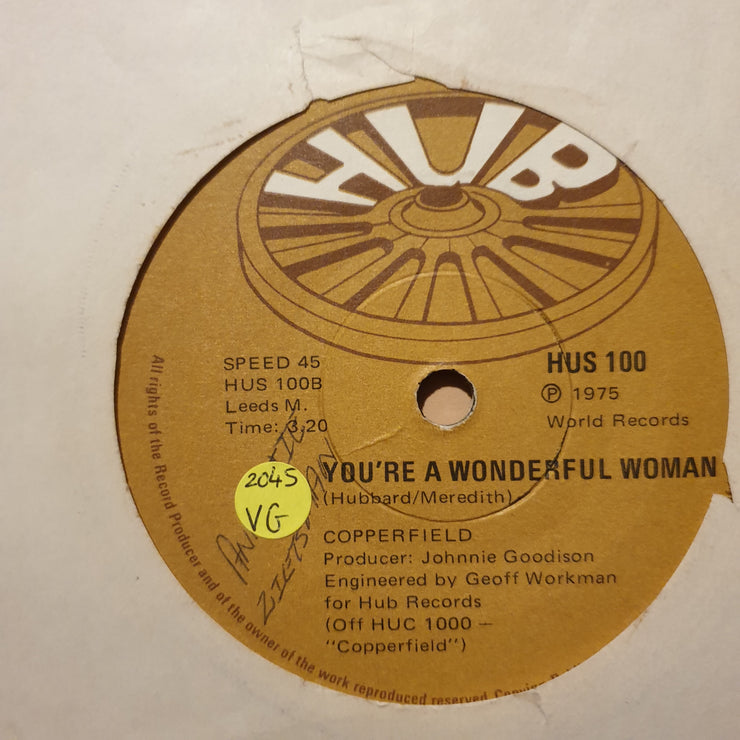 HUB
SPEED 45
HUS 100B
Leeds M.
Time: 3.20
HUS 100
Ⓟ 1975
World Records
YOU'RE A WONDERFUL WOMAN
(Hubbard/Meredith)
2045
VG
COPPERFIELD
Producer: Johnnie Goodison
Engineered by Geoff Workman
for Hub Records
(Off HUC 1000 —
"Copperfield")
All rights of the Record Producer and of the owner of the work reproduced reserved.